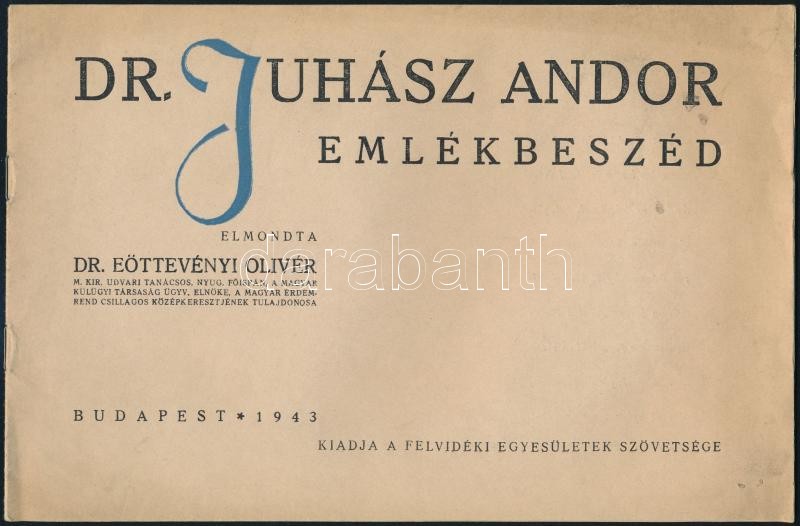 DR. JUHÁSZ ANDOR
EMLÉKBESZÉD
ELMONDTA
DR. EÖTTEVÉNYI OLIVÉR
M. KIR. UDVARI TANÁCSOS, NYUG. FŐISPÁN, A MAGYAR
KÜLÜGYI TÁRSASÁG ÜGYV. ELNÖKE, A MAGYAR ÉRDEM-
REND CSILLAGOS KÖZÉPKERESZTJÉNEK TULAJDONOSA
darabanth
BUDAPEST * 1943
KIADJA A FELVIDÉKI EGYESÜLETEK SZÖVETSÉGE